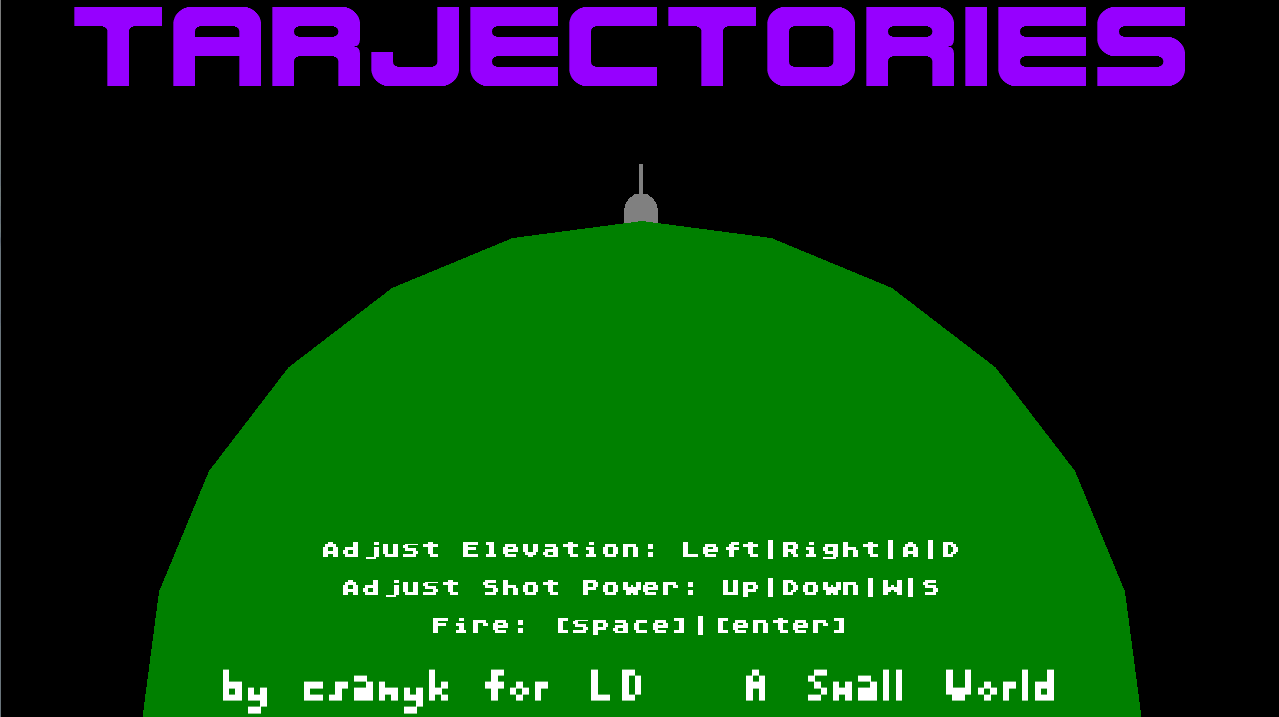 TARJECTORIES
Adjust Elevation: Left|Right|A|D
Adjust Shot Power: Up|Down|W|S
Fire: [space]|[enter]
by csanyk for LD   A Small World